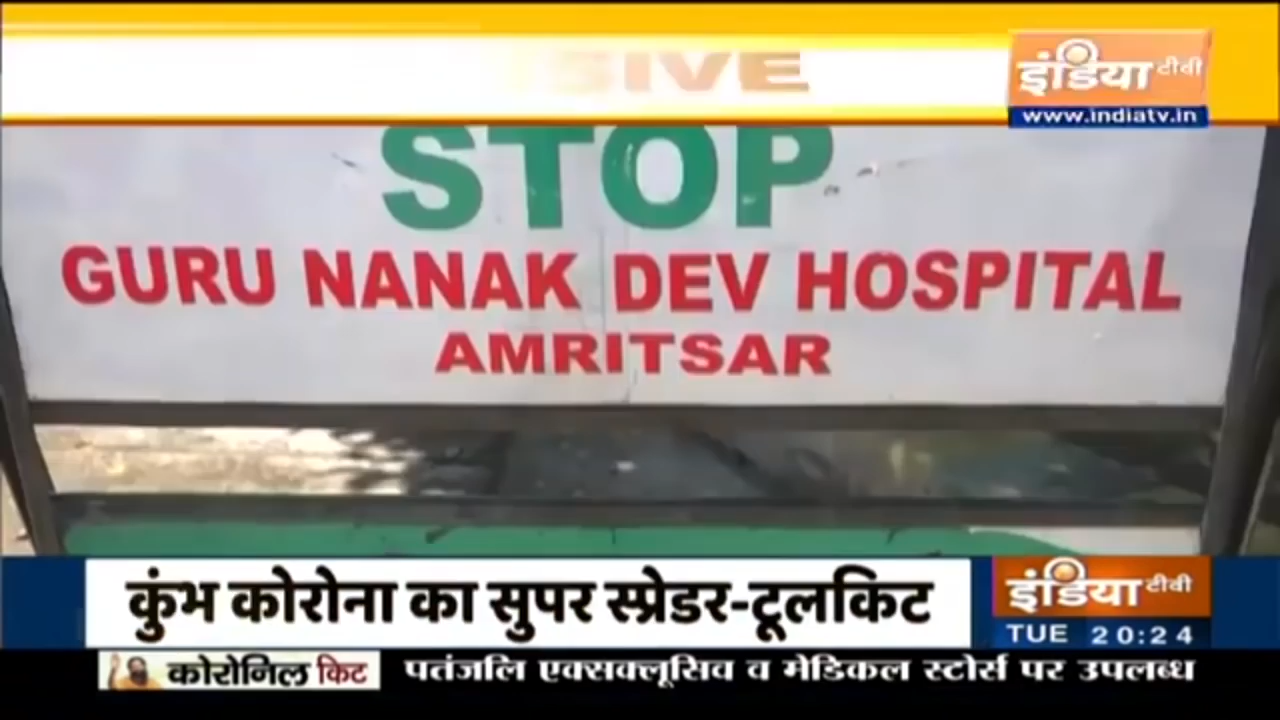 इंडिया टीवी
www.indiatv.in
STOP
GURU NANAK DEV HOSPITAL
AMRITSAR
कुंभ कोरोना का सुपर स्प्रेडर-टूलकिट
इंडिया टीवी
TUE 20:24
कोरोनिल किट पतंजलि एक्सक्लूसिव व मेडिकल स्टोर्स पर उपलब्ध